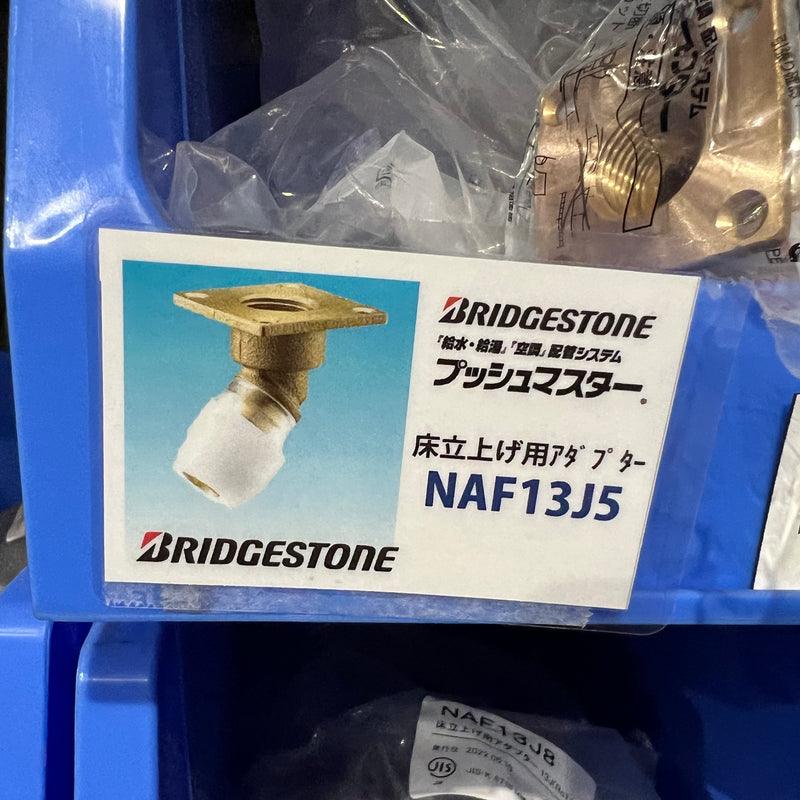 BRIDGESTONE
「給水・給湯」「空調」配管システム
プッシュマスター
床立上げ用ｱﾀﾞﾌﾟﾀｰ
NAF13J5
BRIDGESTONE
NAF13J8
床立上げ用アダプター
JIS